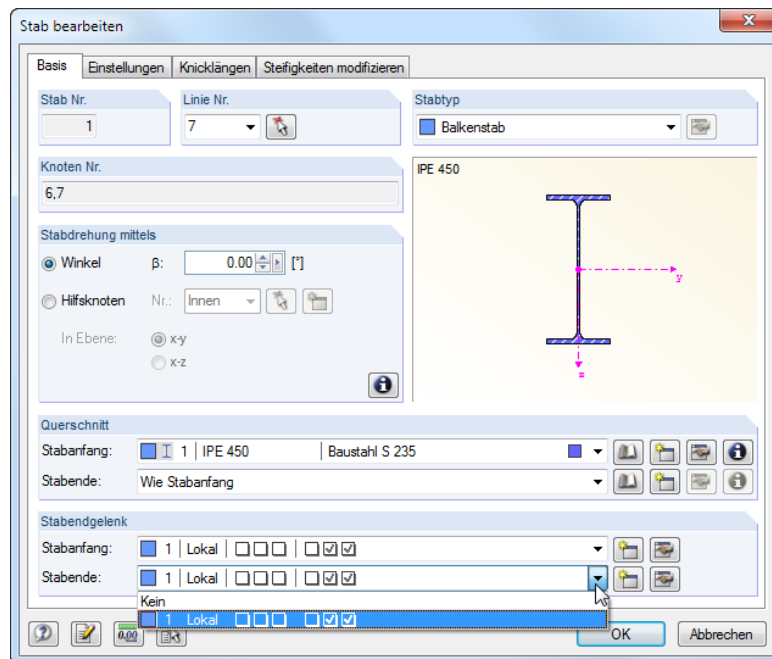 Stab bearbeiten
Basis Einstellungen Knicklängen Steifigkeiten modifizieren
Stab Nr. Linie Nr. Stabtyp
1 7 Balkenstab
Knoten Nr. IPE 450
6,7
Stabdrehung mittels
Winkel β: 0.00 [°]
y
Hilfsknoten Nr.: Innen
In Ebene: x-y
x-z
z
Querschnitt
Stabanfang: 1 IPE 450 Baustahl S 235
Stabende: Wie Stabanfang
Stabendgelenk
Stabanfang: 1 Lokal
Stabende: 1 Lokal
Kein
1 Lokal
0,00 OK Abbrechen